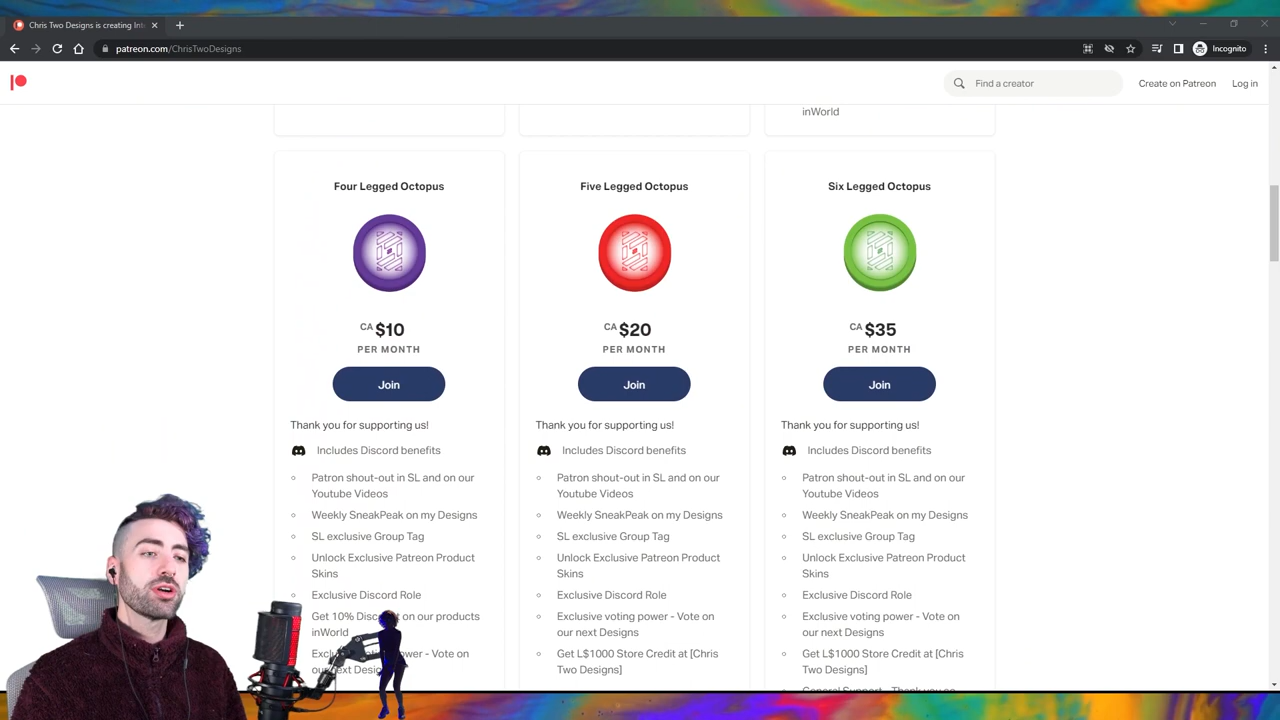 Chris Two Designs is creating Int
patreon.com/ChrisTwoDesigns
Incognito
Find a creator
Create on Patreon
Log in
inWorld
Four Legged Octopus
CA $10
PER MONTH
Join
Thank you for supporting us!
Includes Discord benefits
Patron shout-out in SL and on our
Youtube Videos
Weekly SneakPeak on my Designs
SL exclusive Group Tag
Unlock Exclusive Patreon Product
Skins
Exclusive Discord Role
Get 10% on our products
inWorld
Vote on
Five Legged Octopus
CA $20
PER MONTH
Join
Thank you for supporting us!
Includes Discord benefits
Patron shout-out in SL and on our
Youtube Videos
Weekly SneakPeak on my Designs
SL exclusive Group Tag
Unlock Exclusive Patreon Product
Skins
Exclusive Discord Role
Exclusive voting power - Vote on
our next Designs
Get L$1000 Store Credit at [Chris
Two Designs]
Six Legged Octopus
CA $35
PER MONTH
Join
Thank you for supporting us!
Includes Discord benefits
Patron shout-out in SL and on our
Youtube Videos
Weekly SneakPeak on my Designs
SL exclusive Group Tag
Unlock Exclusive Patreon Product
Skins
Exclusive Discord Role
Exclusive voting power - Vote on
our next Designs
Get L$1000 Store Credit at [Chris
Two Designs]
General Support - Thank you so